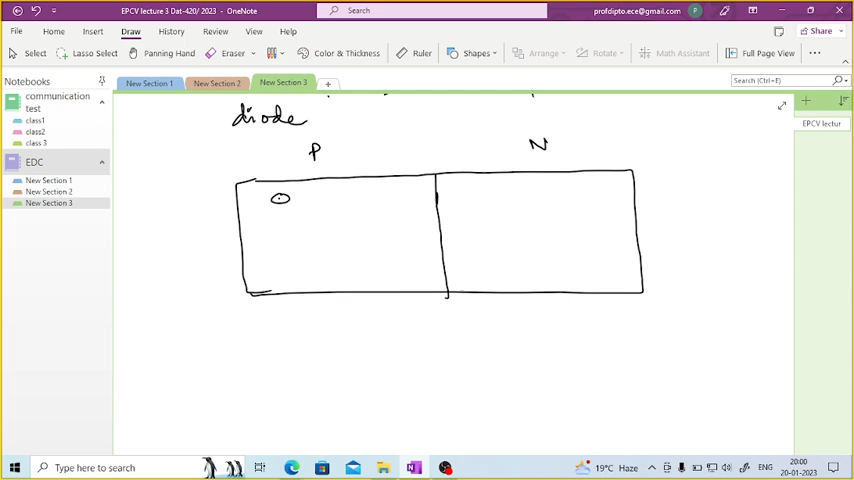 EPCV lecture 3 Dat-420/ 2023 - OneNote
Search
profdipto.ece@gmail.com
P
File
Home
Insert
Draw
History
Review
View
Help
Share
Select
Lasso Select
Panning Hand
Eraser
Color & Thickness
Ruler
Shapes
Arrange
Rotate
Math Assistant
Full Page View
Notebooks
New Section 1
New Section 2
New Section 3
Search (Ctrl+E)
communication
test
class1
class2
class 3
EDC
New Section 1
New Section 2
New Section 3
EPCV lectur
diode
P
N
Type here to search
19°C Haze
ENG
20:00
20-01-2023